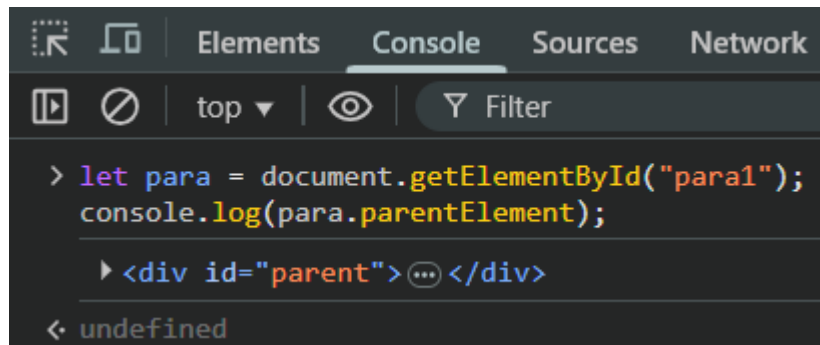 Elements Console Sources Network
top ▼ Filter
> let para = document.getElementById("para1");
console.log(para.parentElement);
▶ <div id="parent"> ⋯ </div>
<· undefined